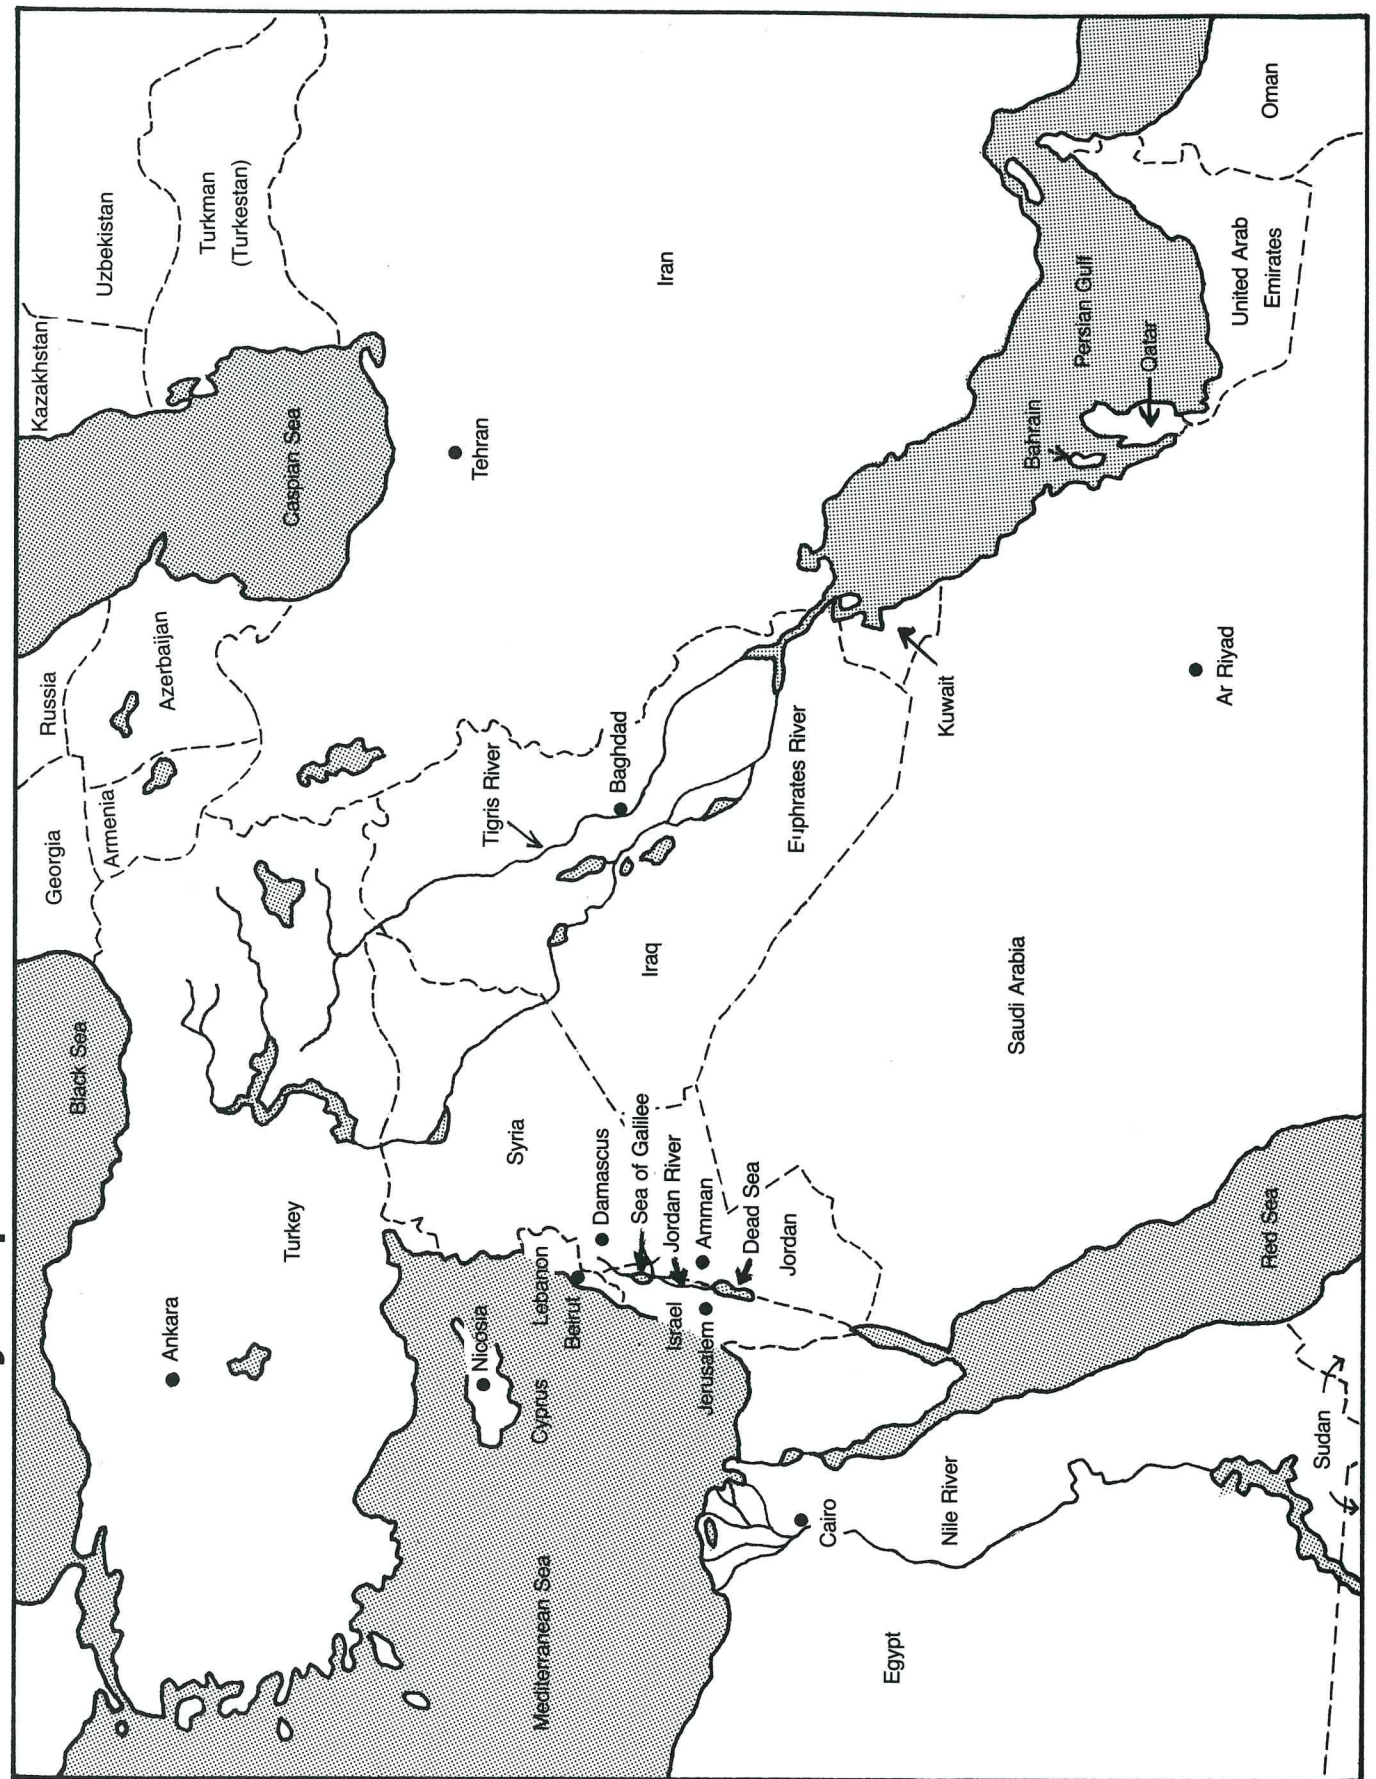 Kazakhstan
Uzbekistan
Turkman
(Turkestan)
Russia
Georgia
Armenia
Azerbaijan
Caspian Sea
Black Sea
Ankara
Turkey
Tehran
Iran
Tigris River
Baghdad
Euphrates River
Iraq
Syria
Nicosia
Cyprus
Lebanon
Beirut
Damascus
Sea of Galilee
Jordan River
Israel
Amman
Jerusalem
Dead Sea
Jordan
Mediterranean Sea
Cairo
Egypt
Nile River
Kuwait
Saudi Arabia
Ar Riyad
Bahrain
Persian Gulf
Qatar
United Arab
Emirates
Oman
Red Sea
Sudan